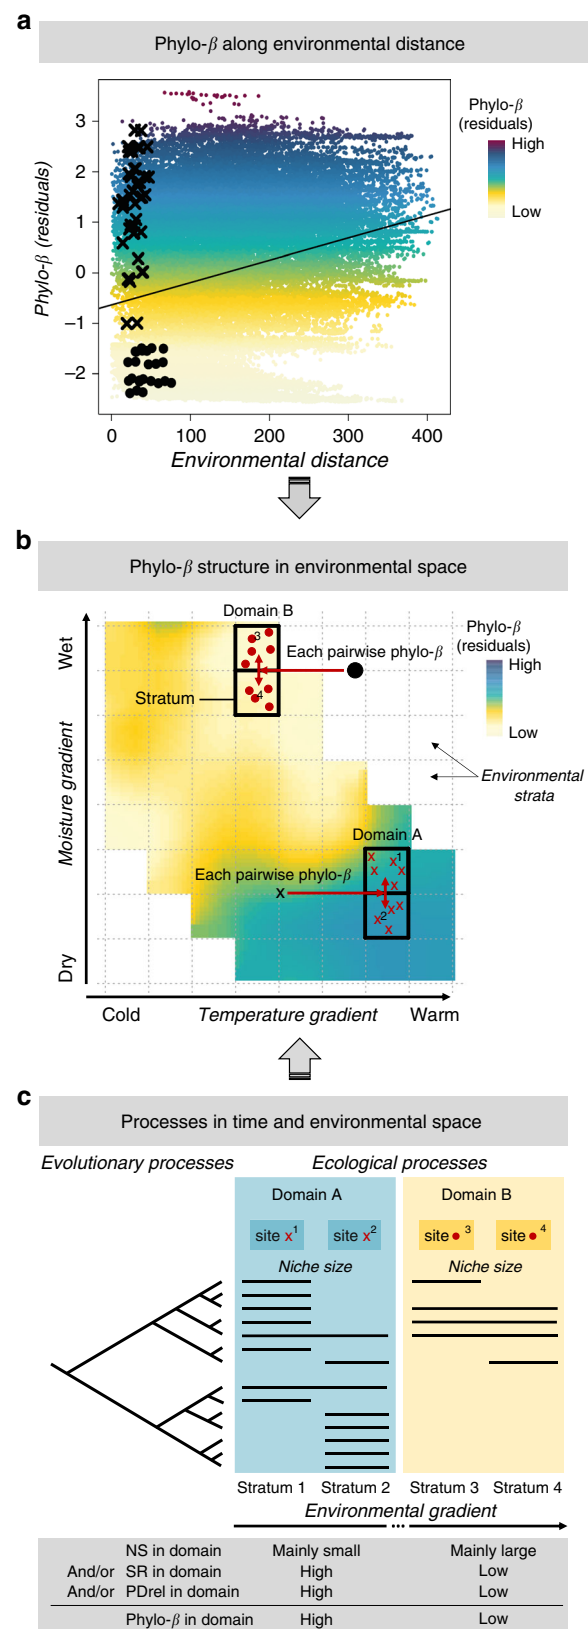 a
Phylo-β along environmental distance
Phylo-β
(residuals)
High
Low
Phylo-β (residuals)
3
2
1
0
−1
−2
0 100 200 300 400
Environmental distance
b
Phylo-β structure in environmental space
Domain B
Phylo-β
(residuals)
High
Low
Wet
Moisture gradient
Dry
3
Each pairwise phylo-β
4
Stratum
Environmental
strata
Domain A
1
Each pairwise phylo-β
x
2
Cold Temperature gradient Warm
c
Processes in time and environmental space
Evolutionary processes Ecological processes
Domain A Domain B
site x 1 site x 2 site • 3 site • 4
Niche size Niche size
Stratum 1 Stratum 2 Stratum 3 Stratum 4
Environmental gradient
NS in domain Mainly small Mainly large
And/or SR in domain High Low
And/or PDrel in domain High Low
Phylo-β in domain High Low